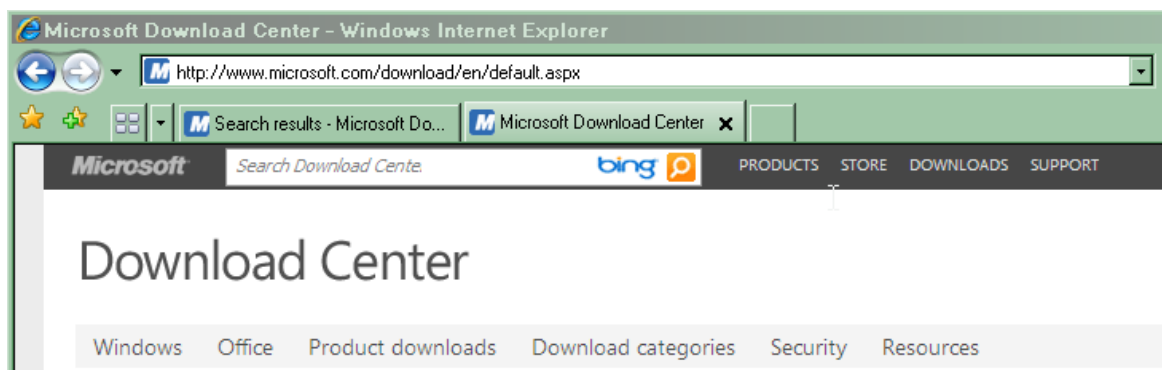 Microsoft Download Center - Windows Internet Explorer
http://www.microsoft.com/download/en/default.aspx
Search results - Microsoft Do... Microsoft Download Center
Microsoft Search Download Cente bing PRODUCTS STORE DOWNLOADS SUPPORT
Download Center
Windows Office Product downloads Download categories Security Resources